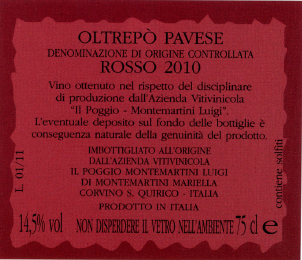 OLTREPÒ PAVESE
DENOMINAZIONE DI ORIGINE CONTROLLATA
ROSSO 2010
Vino ottenuto nel rispetto del disciplinare
di produzione dall'Azienda Vitivinicola
"Il Poggio - Montemartini Luigi".
L'eventuale deposito sul fondo delle bottiglie è
conseguenza naturale della genuinità del prodotto.
IMBOTTIGLIATO ALL'ORIGINE
DALL'AZIENDA VITIVINICOLA
IL POGGIO MONTEMARTINI LUIGI
DI MONTEMARTINI MARIELLA
CORVINO S. QUIRICO - ITALIA
PRODOTTO IN ITALIA
L. 01/11
contiene solfiti
14,5% vol NON DISPERDERE IL VETRO NELL'AMBIENTE 75 cl e